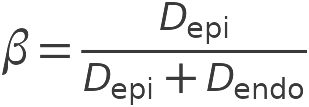 β = D_epi / (D_epi + D_endo)